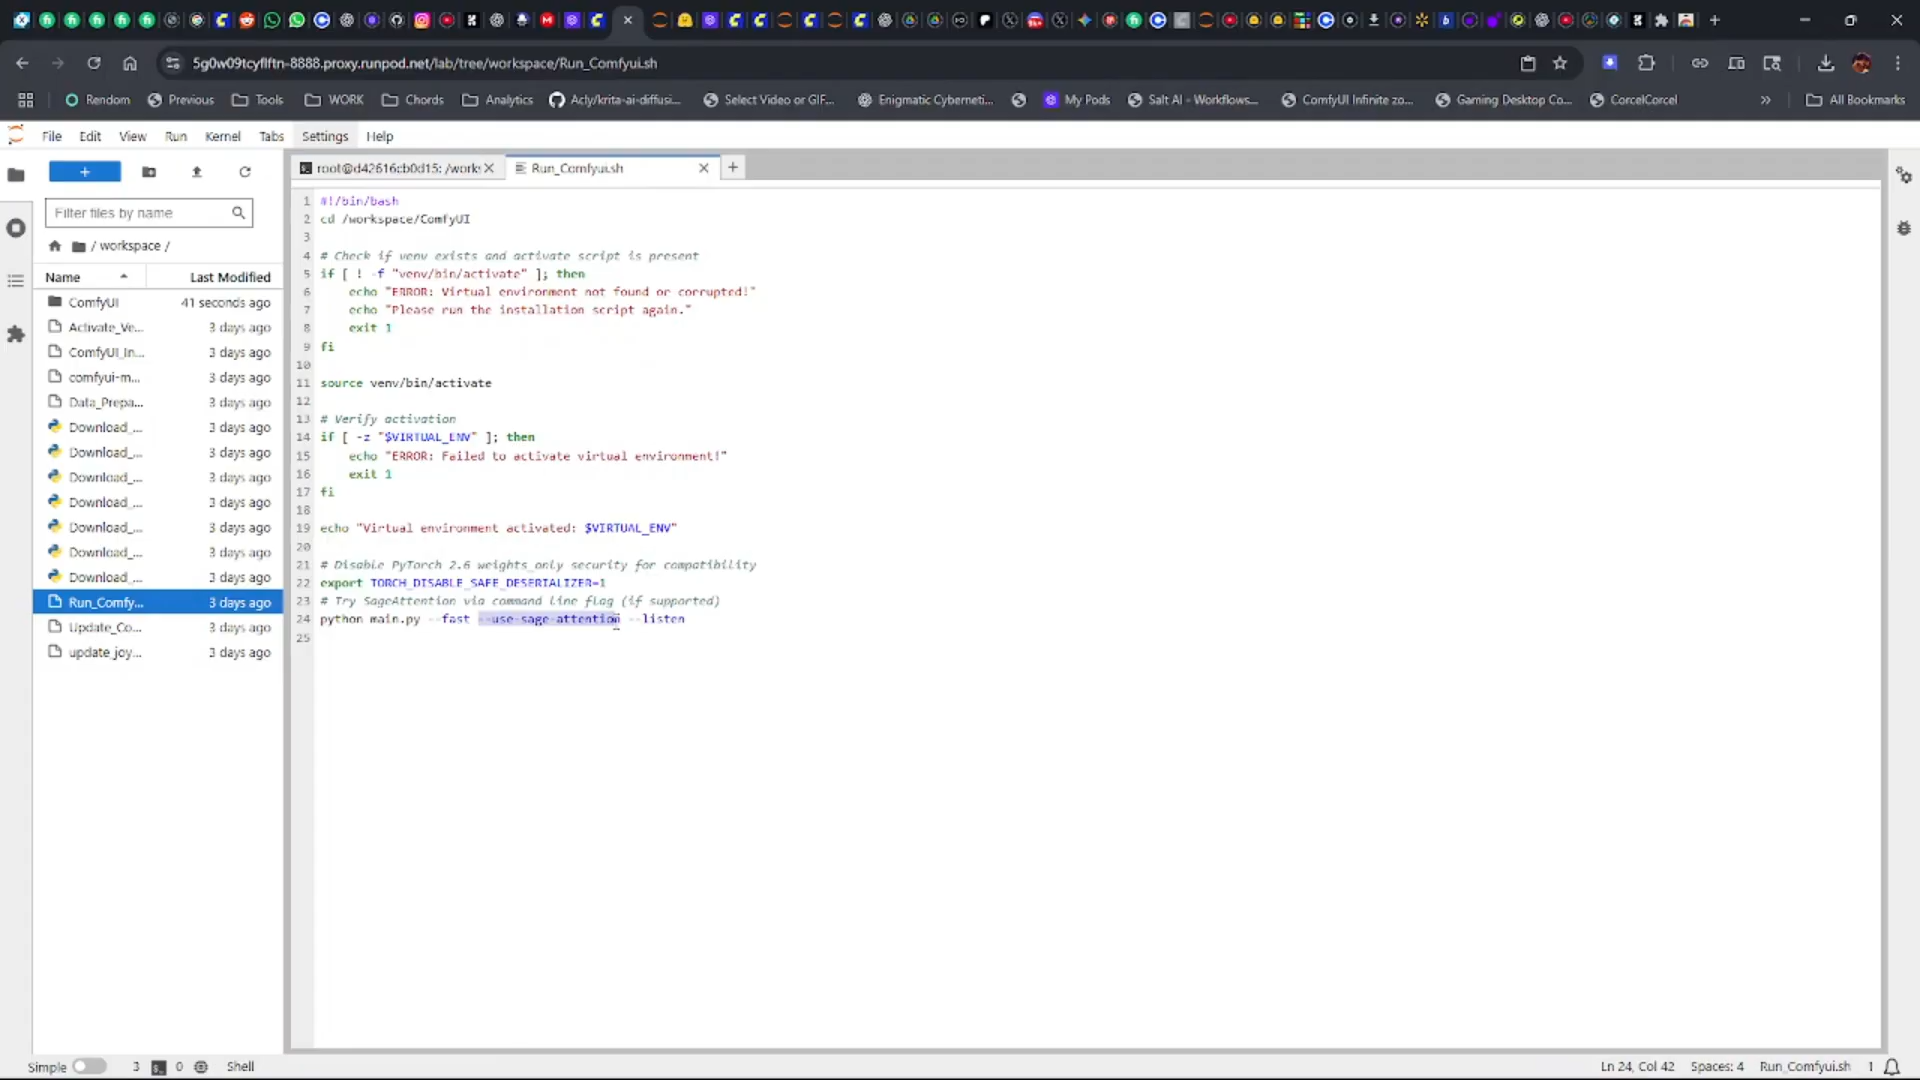 5g0w09tcyflftn-8888.proxy.runpod.net/lab/tree/workspace/Run_Comfyui.sh
Rendom
Previous
Tools
WORK
Chords
Analytics
Acly/krita-ai-diffusi...
Select Video or GIF...
Enigmatic Cyberneti...
My Pods
Salt AI - Workflows...
ComfyUI Infinite zo...
Gaming Desktop Co...
CorcelCorcel
»
All Bookmarks
File Edit View Run Kernel Tabs Settings Help
root@d42616cb0d15: /works
Run_Comfyui.sh
Filter files by name
/ workspace /
Name Last Modified
ComfyUI 41 seconds ago
Activate_Ve... 3 days ago
ComfyUI_In... 3 days ago
comfyui-m... 3 days ago
Data_Prepa... 3 days ago
Download_... 3 days ago
Download_... 3 days ago
Download_... 3 days ago
Download_... 3 days ago
Download_... 3 days ago
Download_... 3 days ago
Download_... 3 days ago
Run_Comfy... 3 days ago
Update_Co... 3 days ago
update_joy... 3 days ago
1 #!/bin/bash
2 cd /workspace/ComfyUI
3
4 # Check if venv exists and activate script is present
5 if [ ! -f "venv/bin/activate" ]; then
6 echo "ERROR: Virtual environment not found or corrupted!"
7 echo "Please run the installation script again."
8 exit 1
9 fi
10
11 source venv/bin/activate
12
13 # Verify activation
14 if [ -z "$VIRTUAL_ENV" ]; then
15 echo "ERROR: Failed to activate virtual environment!"
16 exit 1
17 fi
18
19 echo "Virtual environment activated: $VIRTUAL_ENV"
20
21 # Disable PyTorch 2.6 weights_only security for compatibility
22 export TORCH_DISABLE_SAFE_DESERIALIZER=1
23 # Try SageAttention via command line flag (if supported)
24 python main.py --fast --use-sage-attention --listen
25
Simple 3 0 Shell
Ln 24, Col 42 Spaces: 4 Run_Comfyui.sh 1